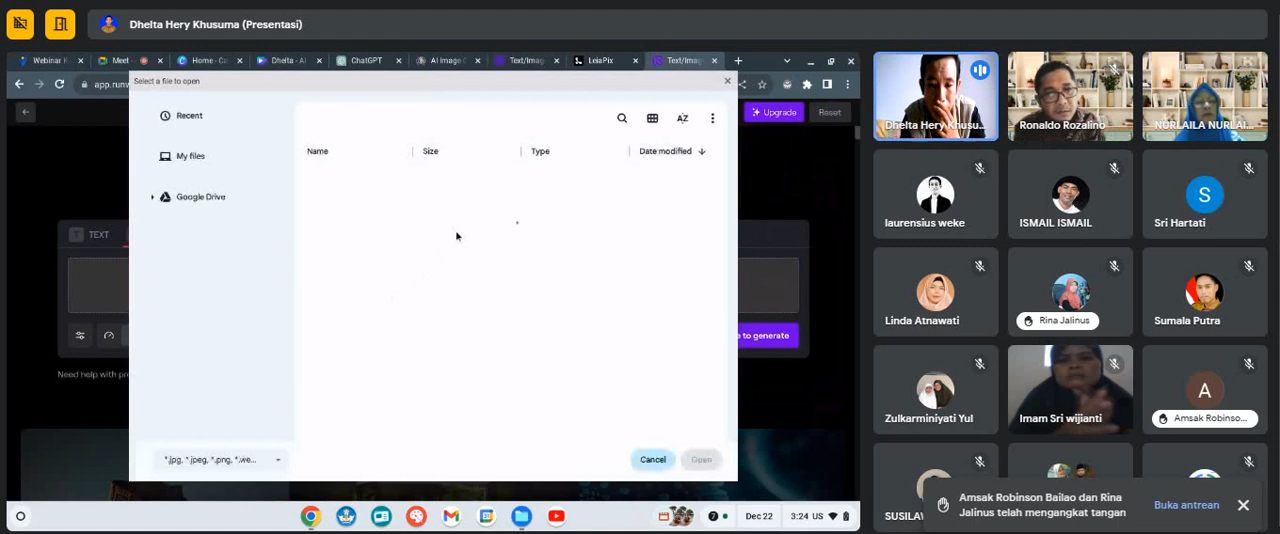 Dhelta Hery Khusuma (Presentasi)
Webinar
Meet -
Home - Ca
Dhelta - AI
ChatGPT
AI Image
Text/Imag
LeiaPix
Text/Imag
app.runw
Select a file to open
Upgrade
Reset
Recent
My files
Google Drive
Name
Size
Type
Date modified
TEXT
e to generate
Need help with pr
*.jpg, *.jpeg, *.png, *.we...
Cancel
Open
Dec 22
3:24 US
Dhelta Hery Khusu...
Ronaldo Rozalino
NURLAILA NURLAI...
laurensius weke
ISMAIL ISMAIL
S
Sri Hartati
Linda Atnawati
Rina Jalinus
Sumala Putra
Zulkarminiyati Yul
Imam Sri wijianti
A
Amsak Robinso...
SUSILA
Amsak Robinson Bailao dan Rina
Jalinus telah mengangkat tangan
Buka antrean